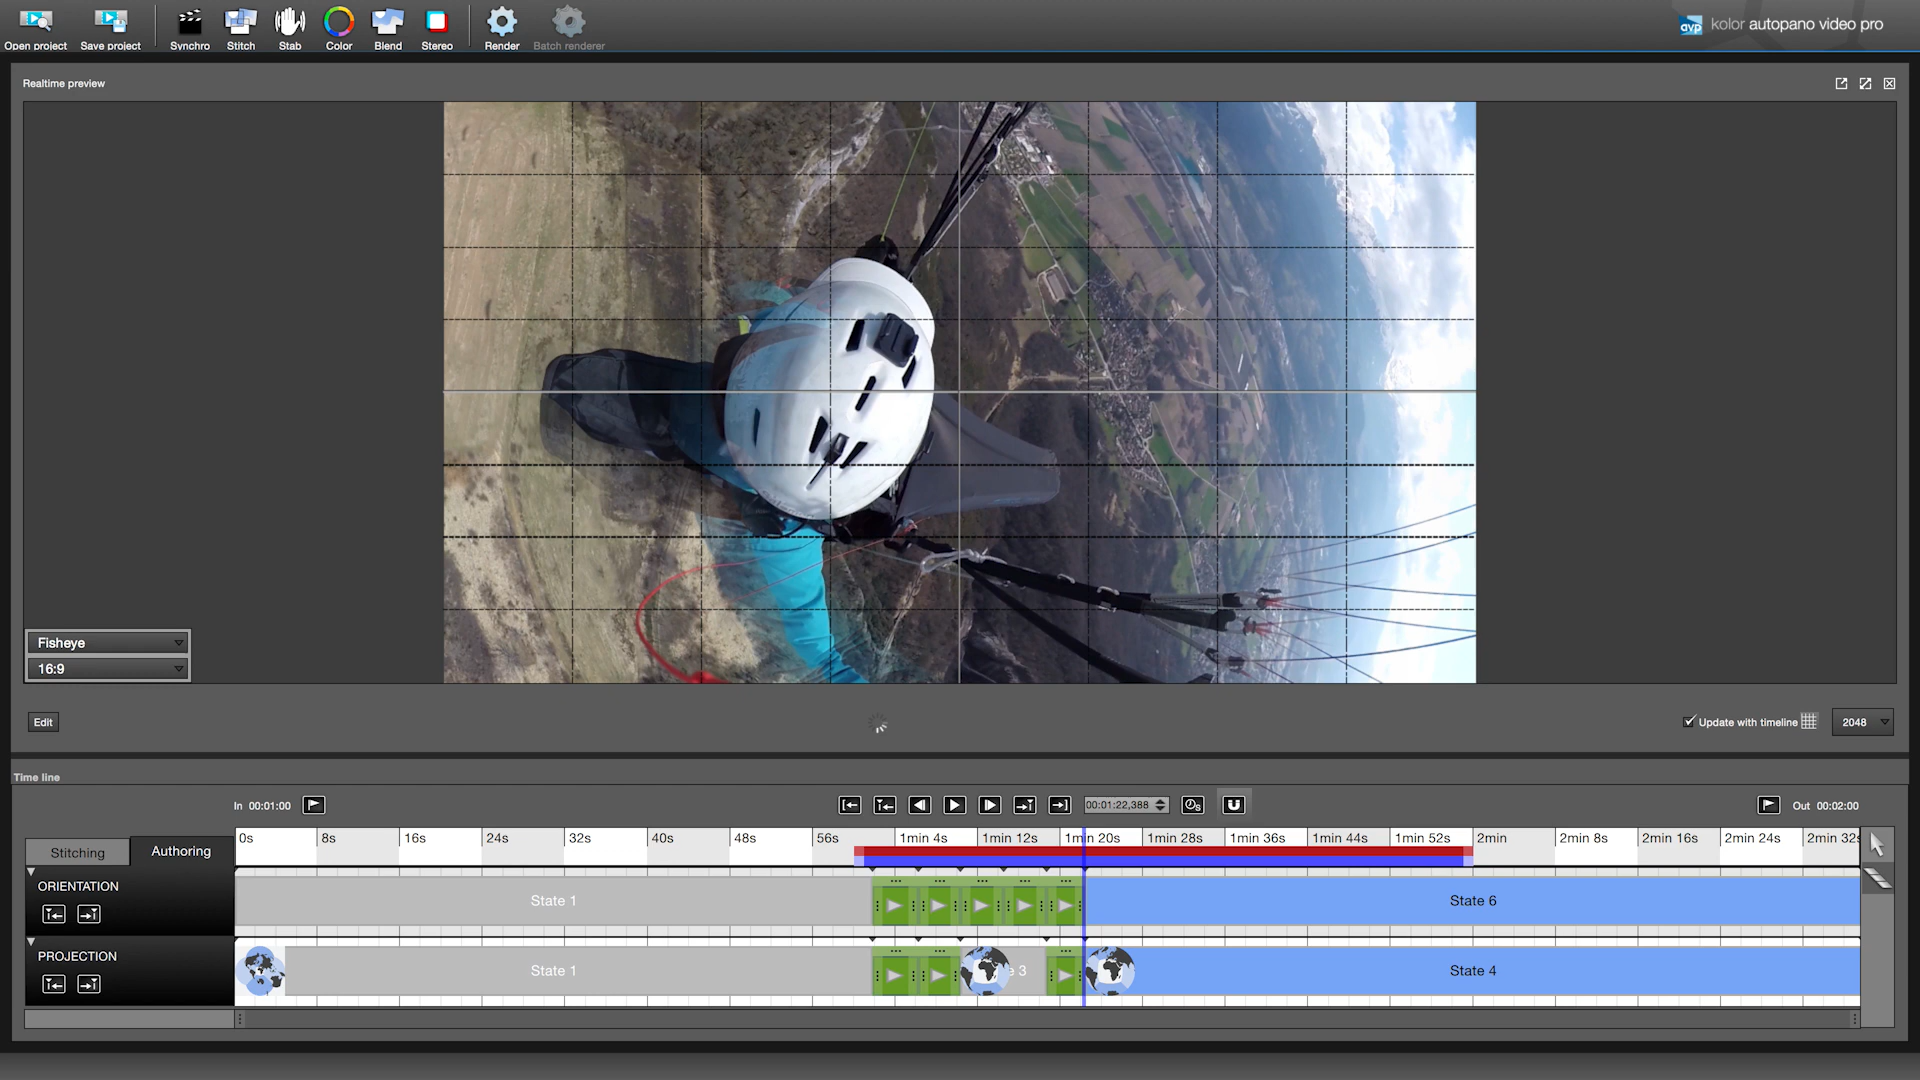 Open project Save project Synchro Stitch Stab Color Blend Stereo Render Batch renderer
avp kolor autopano video pro
Realtime preview
Fisheye
16:9
Edit
Update with timeline 2048
Time line
In 00:01:00 00:01:22,388 Out 00:02:00
0s 8s 16s 24s 32s 40s 48s 56s 1min 4s 1min 12s 1min 20s 1min 28s 1min 36s 1min 44s 1min 52s 2min 2min 8s 2min 16s 2min 24s 2min 32s
Stitching Authoring
ORIENTATION
State 1 State 6
PROJECTION
State 1 e 3 State 4